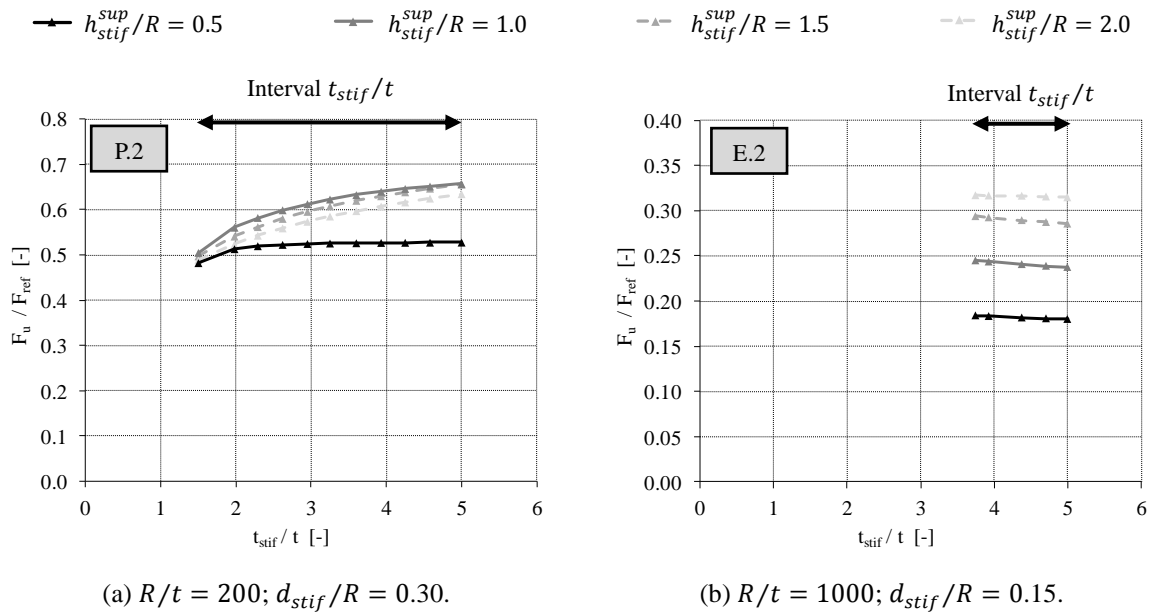 h_stif^sup/R = 0.5 h_stif^sup/R = 1.0 h_stif^sup/R = 1.5 h_stif^sup/R = 2.0
Interval t_stif/t
P.2
0.8
0.7
0.6
0.5
0.4
0.3
0.2
0.1
0.0
F_u / F_ref [-]
0 1 2 3 4 5 6
t_stif / t [-]
(a) R/t = 200; d_stif/R = 0.30.
Interval t_stif/t
E.2
0.40
0.35
0.30
0.25
0.20
0.15
0.10
0.05
0.00
F_u / F_ref [-]
0 1 2 3 4 5 6
t_stif / t [-]
(b) R/t = 1000; d_stif/R = 0.15.